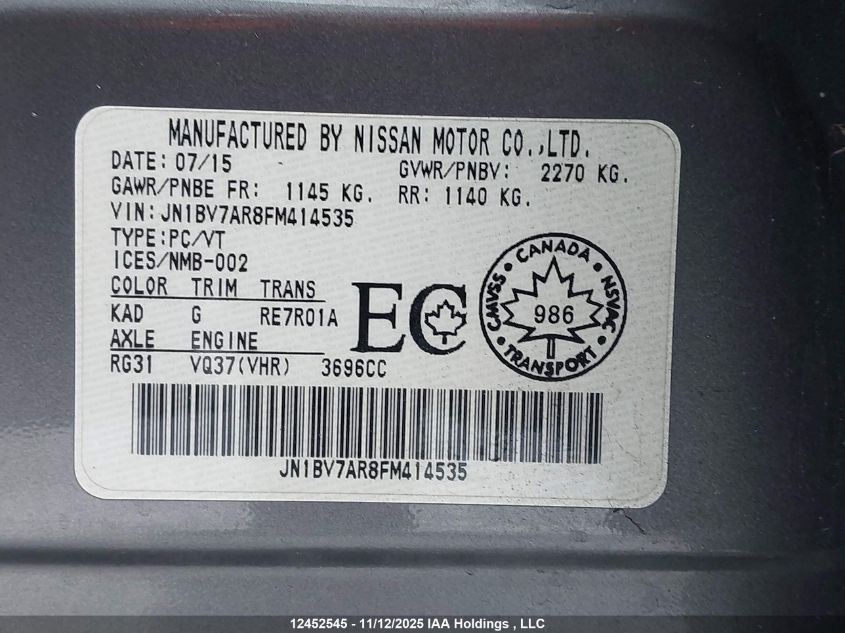 MANUFACTURED BY NISSAN MOTOR CO.,LTD.
DATE: 07/15 GVWR/PNBV: 2270 KG.
GAWR/PNBE FR: 1145 KG. RR: 1140 KG.
VIN: JN1BV7AR8FM414535
TYPE:PC/VT
ICES/NMB-002
COLOR TRIM TRANS
KAD G RE7R01A
AXLE ENGINE
RG31 VQ37(VHR) 3696CC
EC
CANADA
CMVSS NSVAC
986
TRANSPORT
JN1BV7AR8FM414535
12452545 - 11/12/2025 IAA Holdings , LLC